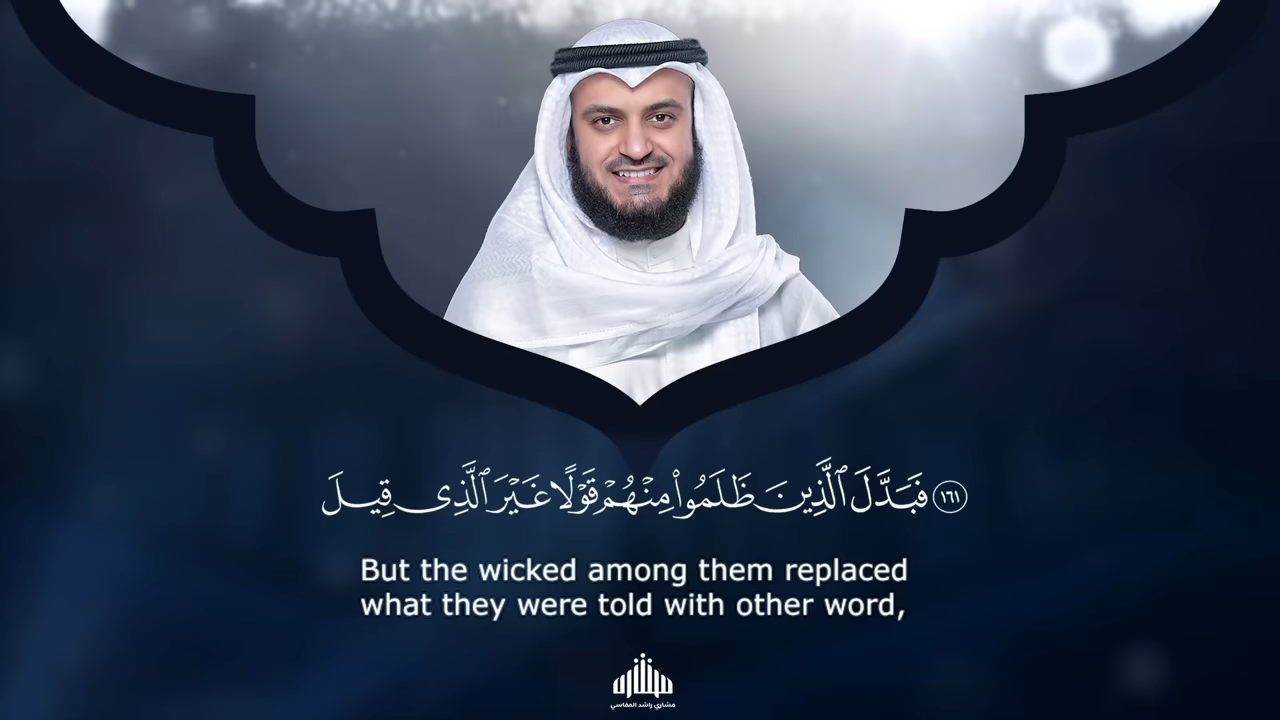 ١٦١ فَبَدَّلَ ٱلَّذِينَ ظَلَمُوا۟ مِنْهُمْ قَوْلًا غَيْرَ ٱلَّذِى قِيلَ
But the wicked among them replaced
what they were told with other word,
مشاري راشد العفاسي